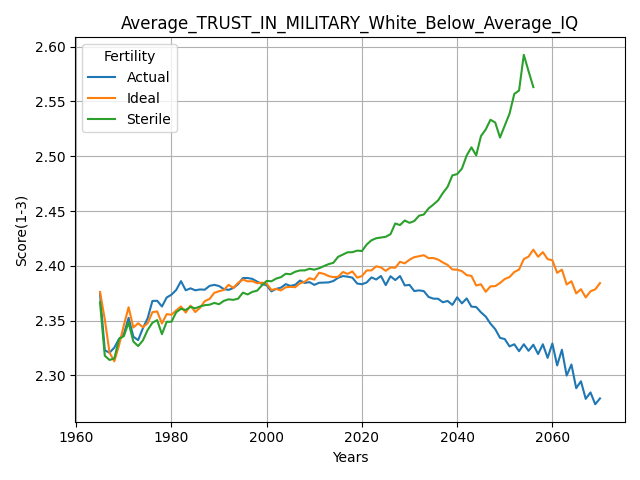 Average_TRUST_IN_MILITARY_White_Below_Average_IQ
Fertility
Actual
Ideal
Sterile
Score(1-3)
2.60
2.55
2.50
2.45
2.40
2.35
2.30
1960 1980 2000 2020 2040 2060
Years